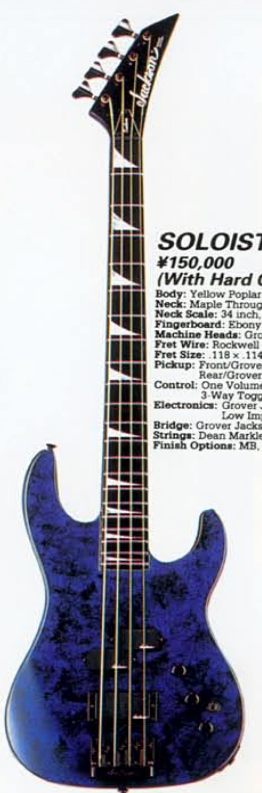 Jackson
SOLOIST
¥150,000
(With Hard
Body: Yellow Poplar
Neck: Maple Throug
Neck Scale: 34 inch,
Fingerboard: Ebony
Machine Heads: Gro
Fret Wire: Rockwell
Fret Size: .118 × .114
Pickup: Front/Grove
Rear/Grover
Control: One Volume
3-Way Togg
Electronics: Grover J
Low Imp
Bridge: Grover Jacks
Strings: Dean Markle
Finish Options: MB,